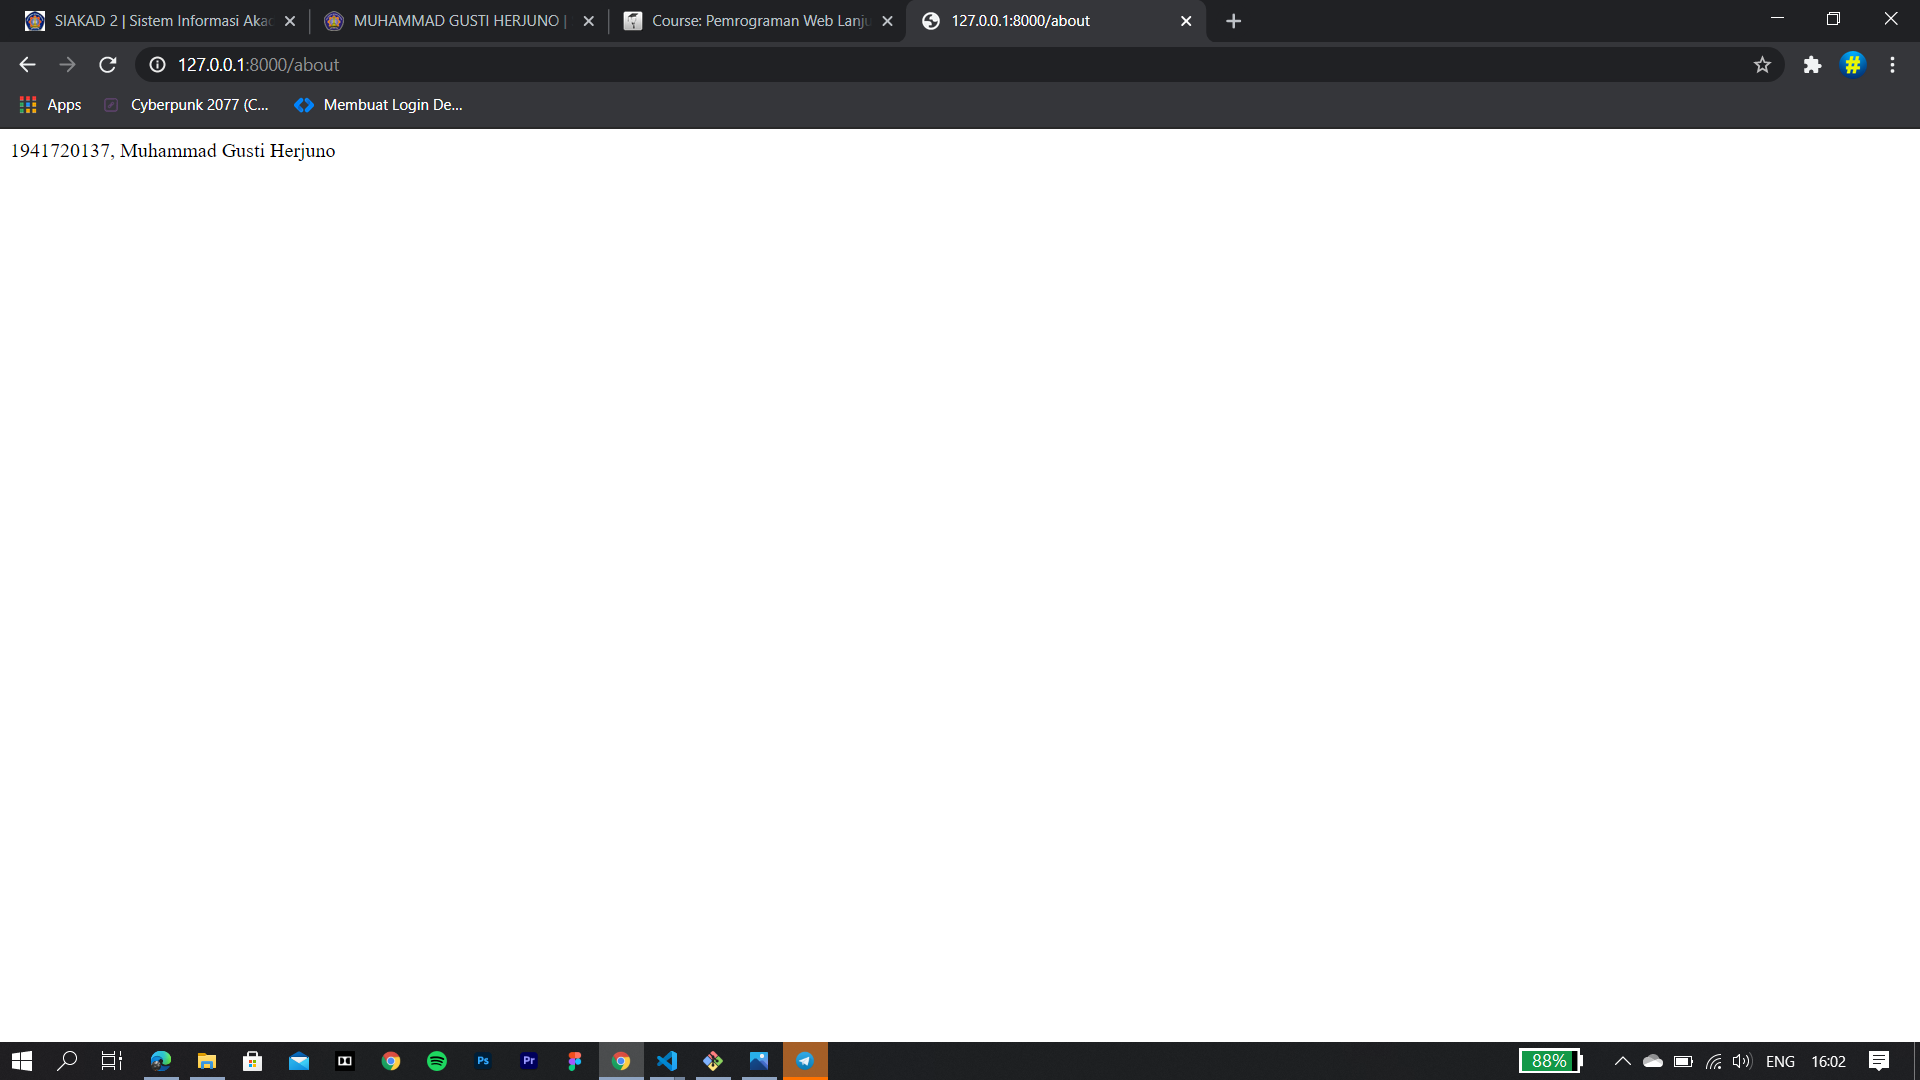 SIAKAD 2 | Sistem Informasi Akad
MUHAMMAD GUSTI HERJUNO |
Course: Pemrograman Web Lanju
127.0.0.1:8000/about
127.0.0.1:8000/about
Apps
Cyberpunk 2077 (C...
Membuat Login De...
1941720137, Muhammad Gusti Herjuno
Ps
Pr
88%
ENG
16:02